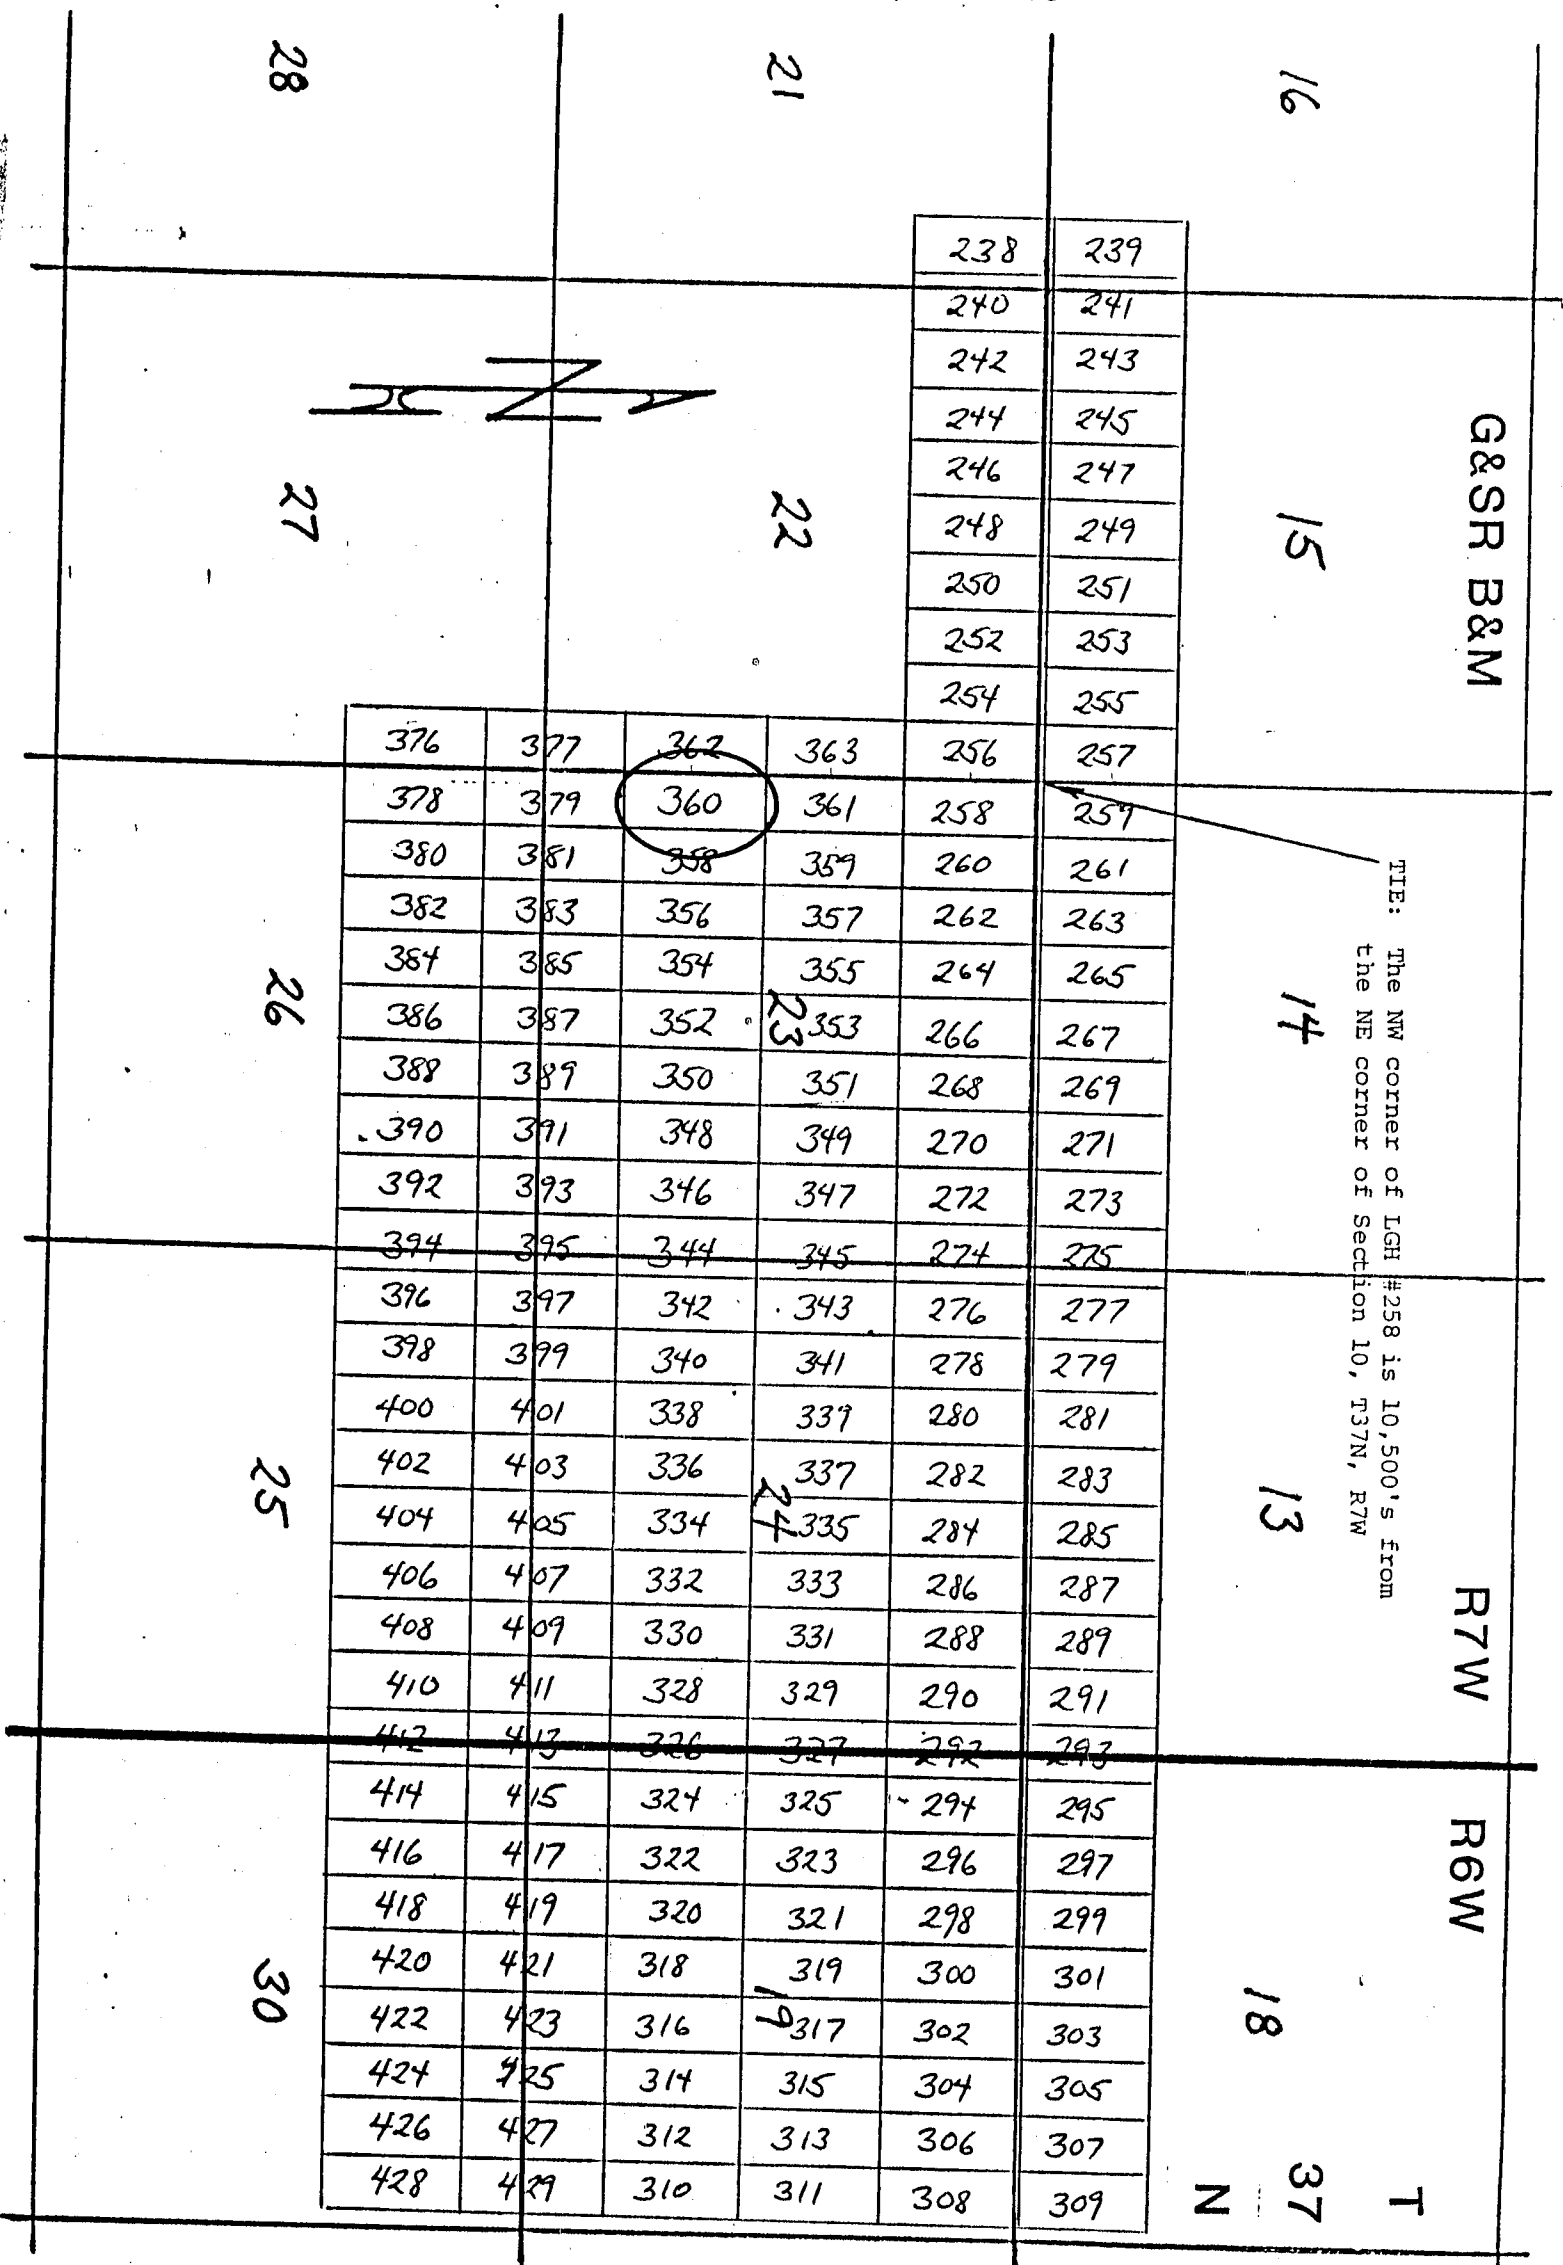 G&SR B&M R7W R6W
T
37
N
TIE: The NW corner of LGH #258 is 10,500's from
the NE corner of Section 10, T37N, R7W
16 15 14 13 18
21 22 23 24 19
28 27 26 25 30
N
238 239
240 241
242 243
244 245
246 247
248 249
250 251
252 253
254 255
376 377 362 363 256 257
378 379 360 361 258 259
380 381 358 359 260 261
382 383 356 357 262 263
384 385 354 355 264 265
386 387 352 353 266 267
388 389 350 351 268 269
390 391 348 349 270 271
392 393 346 347 272 273
394 395 344 345 274 275
396 397 342 343 276 277
398 399 340 341 278 279
400 401 338 339 280 281
402 403 336 337 282 283
404 405 334 335 284 285
406 407 332 333 286 287
408 409 330 331 288 289
410 411 328 329 290 291
412 413 326 327 292 293
414 415 324 325 294 295
416 417 322 323 296 297
418 419 320 321 298 299
420 421 318 319 300 301
422 423 316 317 302 303
424 425 314 315 304 305
426 427 312 313 306 307
428 429 310 311 308 309